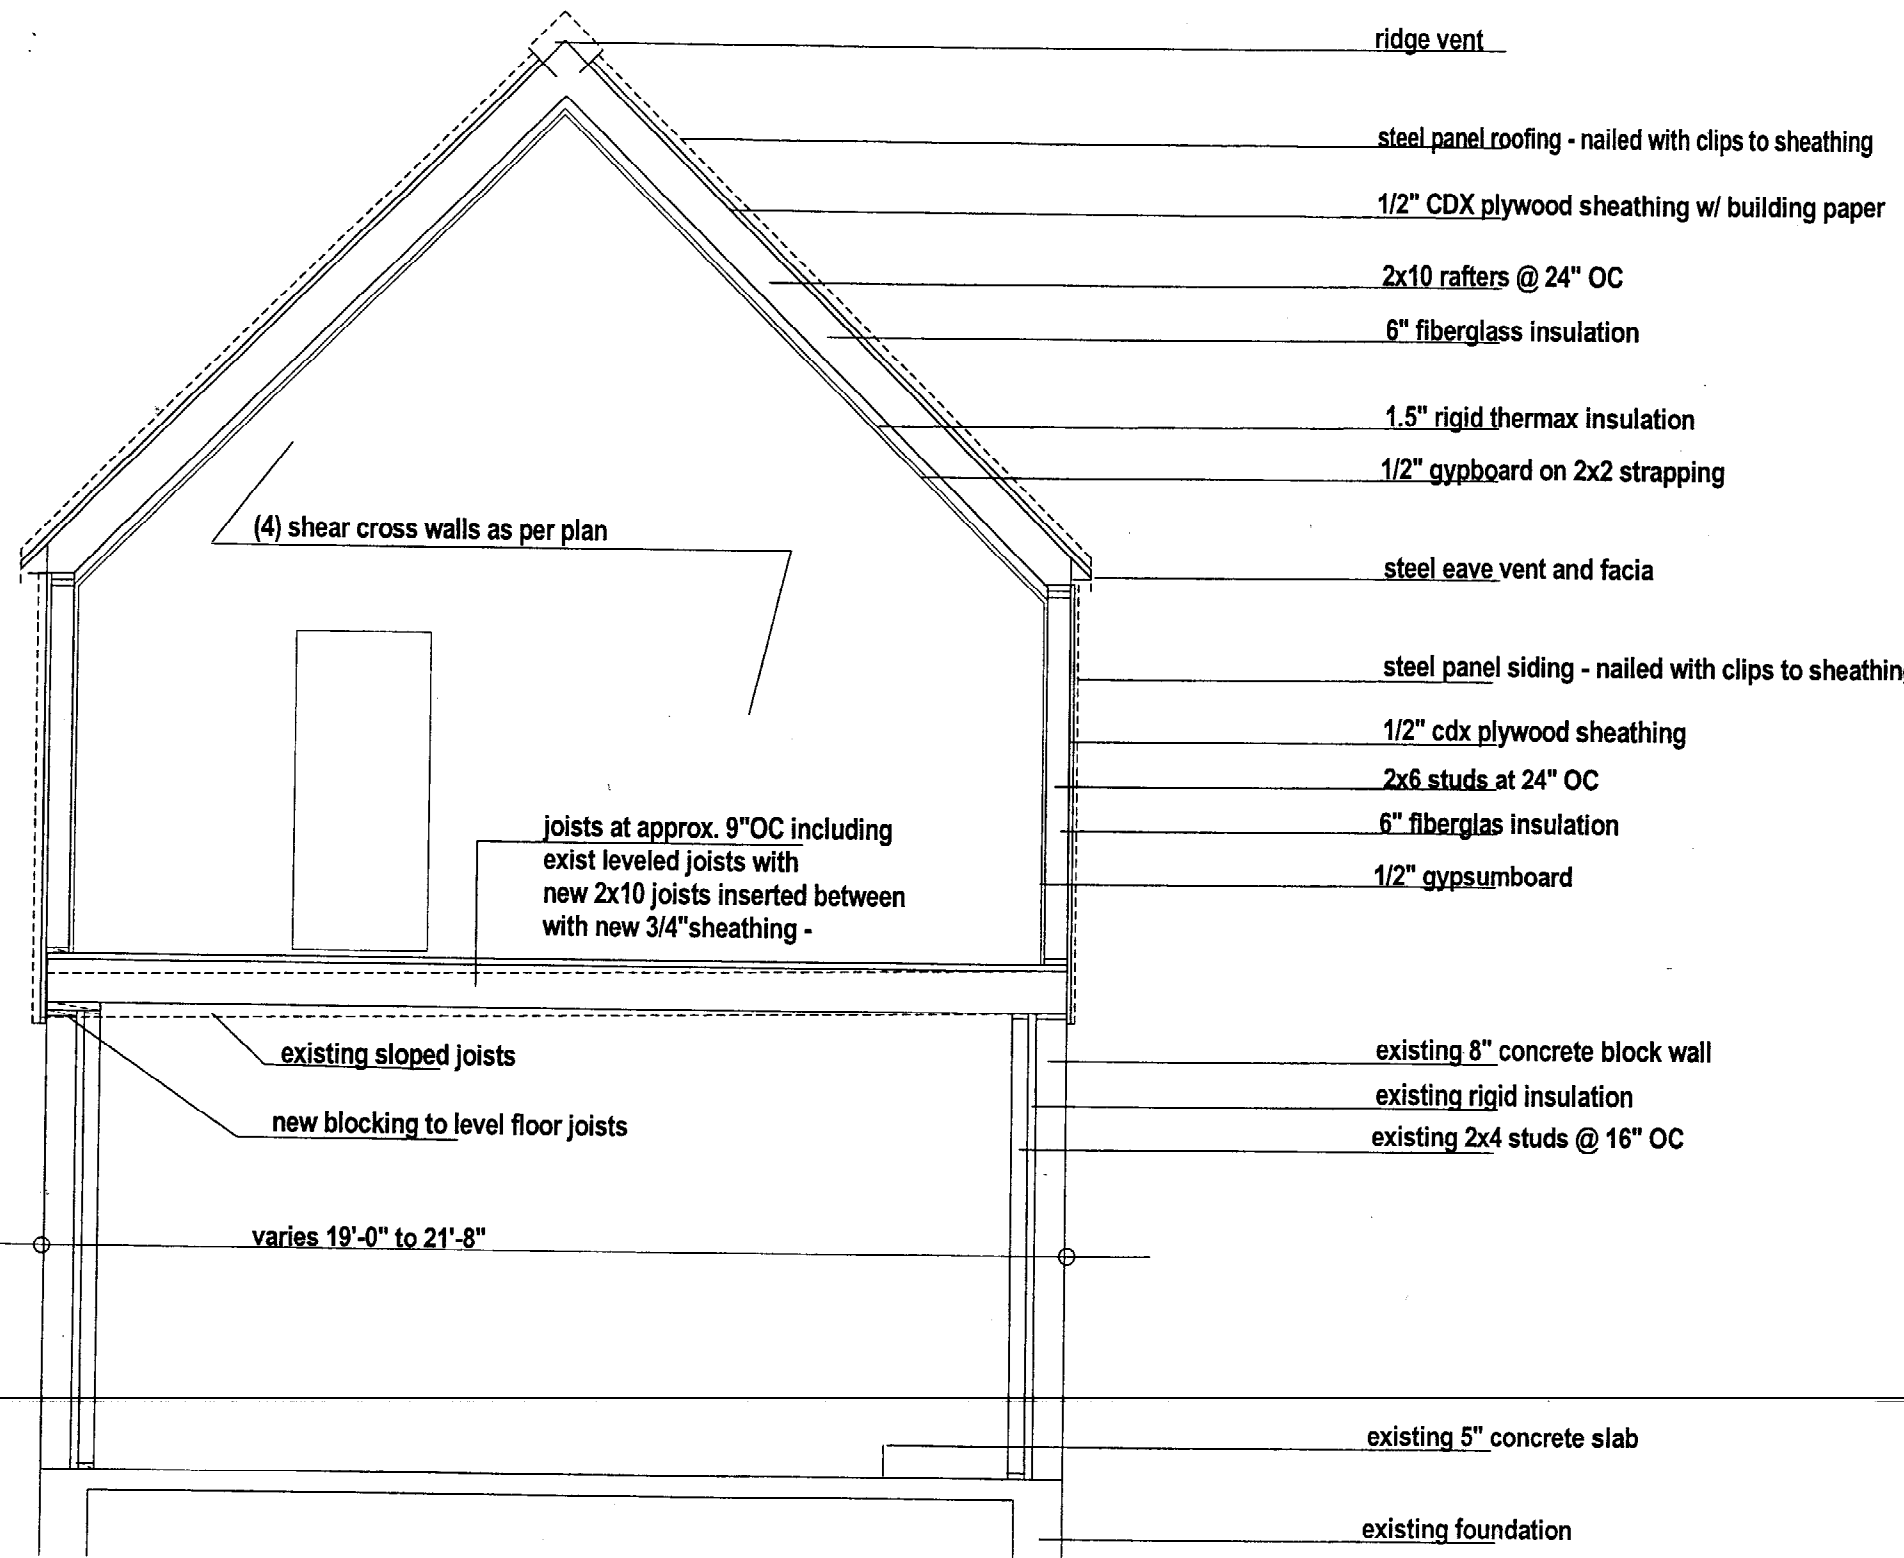 ridge vent
steel panel roofing - nailed with clips to sheathing
1/2" CDX plywood sheathing w/ building paper
2x10 rafters @ 24" OC
6" fiberglass insulation
1.5" rigid thermax insulation
1/2" gypboard on 2x2 strapping
(4) shear cross walls as per plan
steel eave vent and facia
steel panel siding - nailed with clips to sheathing
1/2" cdx plywood sheathing
2x6 studs at 24" OC
6" fiberglas insulation
1/2" gypsumboard
joists at approx. 9"OC including
exist leveled joists with
new 2x10 joists inserted between
with new 3/4"sheathing -
existing sloped joists
new blocking to level floor joists
existing 8" concrete block wall
existing rigid insulation
existing 2x4 studs @ 16" OC
varies 19'-0" to 21'-8"
existing 5" concrete slab
existing foundation